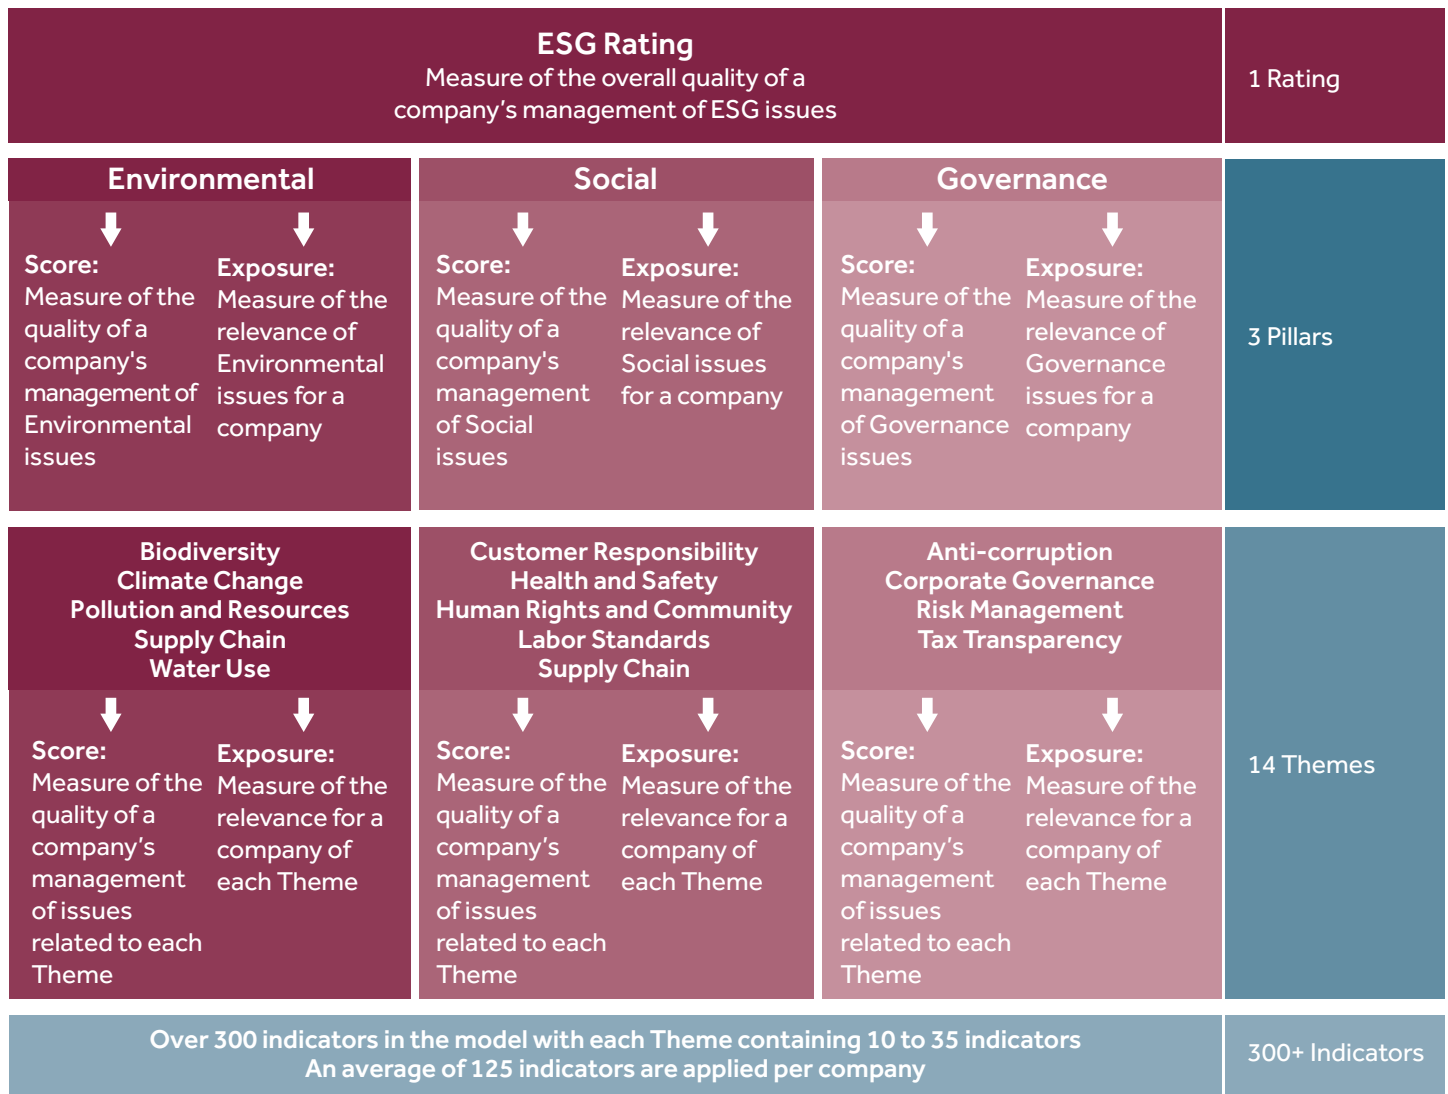 ESG Rating
Measure of the overall quality of a
company’s management of ESG issues
1 Rating
Environmental
Score:
Measure of the
quality of a
company's
management of
Environmental
issues
Exposure:
Measure of the
relevance of
Environmental
issues for a
company
Social
Score:
Measure of the
quality of a
company's
management
of Social
issues
Exposure:
Measure of the
relevance of
Social issues
for a company
Governance
Score:
Measure of the
quality of a
company's
management
of Governance
issues
Exposure:
Measure of the
relevance of
Governance
issues for a
company
3 Pillars
Biodiversity
Climate Change
Pollution and Resources
Supply Chain
Water Use
Score:
Measure of the
quality of a
company’s
management
of issues
related to each
Theme
Exposure:
Measure of the
relevance for a
company of
each Theme
Customer Responsibility
Health and Safety
Human Rights and Community
Labor Standards
Supply Chain
Score:
Measure of the
quality of a
company’s
management
of issues
related to each
Theme
Exposure:
Measure of the
relevance for a
company of
each Theme
Anti-corruption
Corporate Governance
Risk Management
Tax Transparency
Score:
Measure of the
quality of a
company’s
management
of issues
related to each
Theme
Exposure:
Measure of the
relevance for a
company of
each Theme
14 Themes
Over 300 indicators in the model with each Theme containing 10 to 35 indicators
An average of 125 indicators are applied per company
300+ Indicators